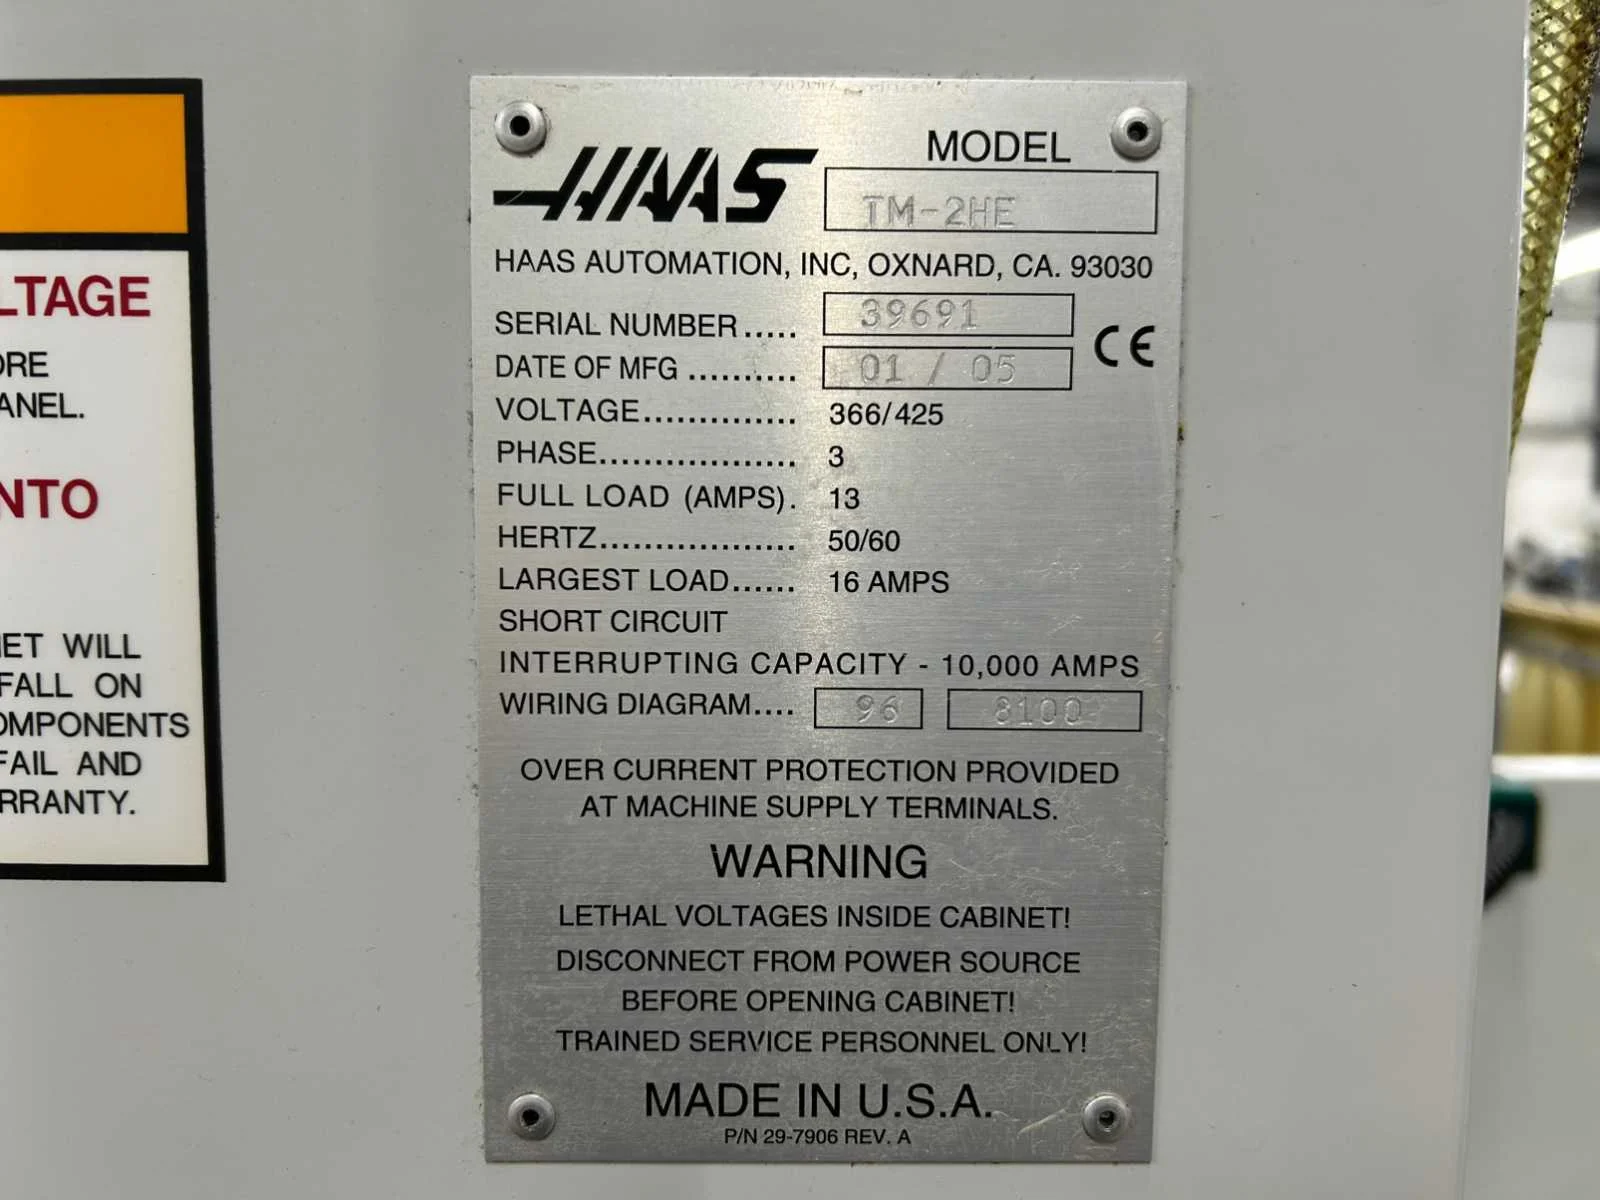 LTAGE
ORE
ANEL.
NTO
NET WILL
FALL ON
OMPONENTS
FAIL AND
RRANTY.
HAAS
MODEL
TM-2HE
HAAS AUTOMATION, INC, OXNARD, CA. 93030
SERIAL NUMBER ..... 39691
CE
DATE OF MFG .......... 01 / 05
VOLTAGE.............. 366/425
PHASE.................. 3
FULL LOAD (AMPS). 13
HERTZ.................. 50/60
LARGEST LOAD...... 16 AMPS
SHORT CIRCUIT
INTERRUPTING CAPACITY - 10,000 AMPS
WIRING DIAGRAM.... 96 8100
OVER CURRENT PROTECTION PROVIDED
AT MACHINE SUPPLY TERMINALS.
WARNING
LETHAL VOLTAGES INSIDE CABINET!
DISCONNECT FROM POWER SOURCE
BEFORE OPENING CABINET!
TRAINED SERVICE PERSONNEL ONLY!
MADE IN U.S.A.
P/N 29-7906 REV. A